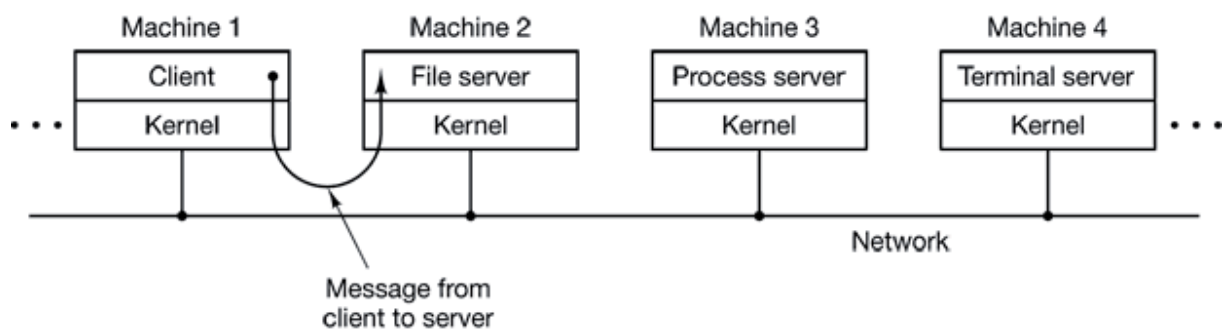 Machine 1
Machine 2
Machine 3
Machine 4
Client
File server
Process server
Terminal server
Kernel
Kernel
Kernel
Kernel
Network
Message from
client to server